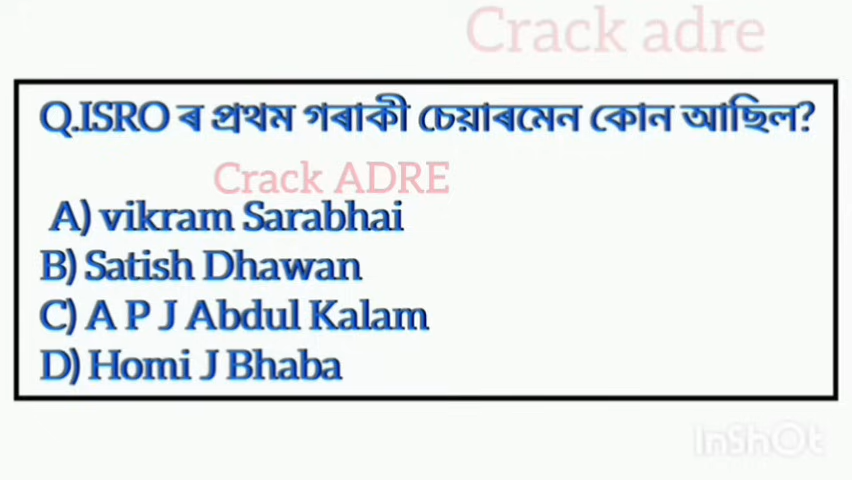 Crack adre
Q.ISRO ৰ প্ৰথম গৰাকী চেয়াৰমেন কোন আছিল?
Crack ADRE
A) vikram Sarabhai
B) Satish Dhawan
C) A P J Abdul Kalam
D) Homi J Bhaba
InShOt